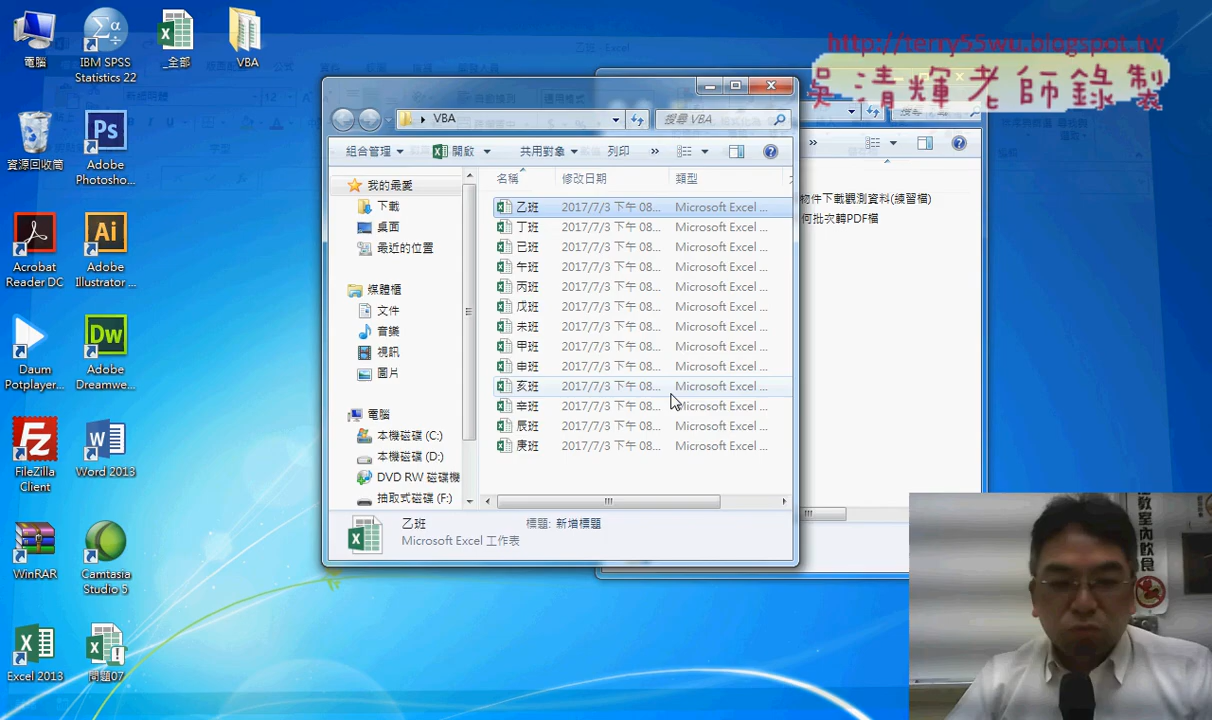 http://terry55wu.blogspot.tw
吳清輝老師錄製
電腦
IBM SPSS
Statistics 22
_全部
VBA
資源回收筒
Adobe
Photosho...
Acrobat
Reader DC
Adobe
Illustrator ...
Daum
Potplayer...
Adobe
Dreamwe...
FileZilla
Client
Word 2013
WinRAR
Camtasia
Studio 5
Excel 2013
問題07
乙班 - Excel
VBA
搜尋 VBA
組合管理
開啟
共用對象
列印
»
我的最愛
下載
桌面
最近的位置
媒體櫃
文件
音樂
視訊
圖片
電腦
本機磁碟 (C:)
本機磁碟 (D:)
DVD RW 磁碟機
抽取式磁碟 (F:)
名稱
修改日期
類型
乙班 2017/7/3 下午 08... Microsoft Excel ...
丁班 2017/7/3 下午 08... Microsoft Excel ...
己班 2017/7/3 下午 08... Microsoft Excel ...
午班 2017/7/3 下午 08... Microsoft Excel ...
丙班 2017/7/3 下午 08... Microsoft Excel ...
戊班 2017/7/3 下午 08... Microsoft Excel ...
未班 2017/7/3 下午 08... Microsoft Excel ...
甲班 2017/7/3 下午 08... Microsoft Excel ...
申班 2017/7/3 下午 08... Microsoft Excel ...
亥班 2017/7/3 下午 08... Microsoft Excel ...
辛班 2017/7/3 下午 08... Microsoft Excel ...
辰班 2017/7/3 下午 08... Microsoft Excel ...
庚班 2017/7/3 下午 08... Microsoft Excel ...
乙班
標題: 新增標題
Microsoft Excel 工作表
»
物件下載觀測資料(練習檔)
何批次轉PDF檔
教室內飲食